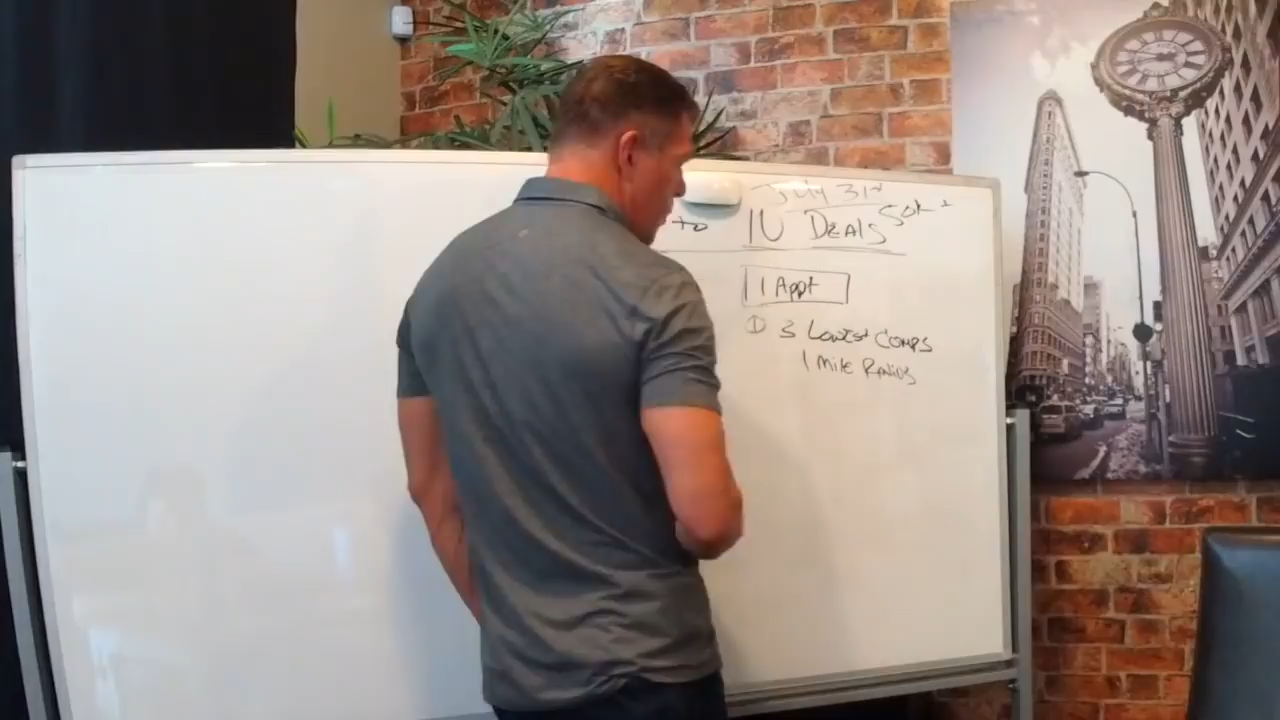 July 31st
to 10 Deals 50k+
1 Appt
① 3 Lowest Comps
1 Mile Radius